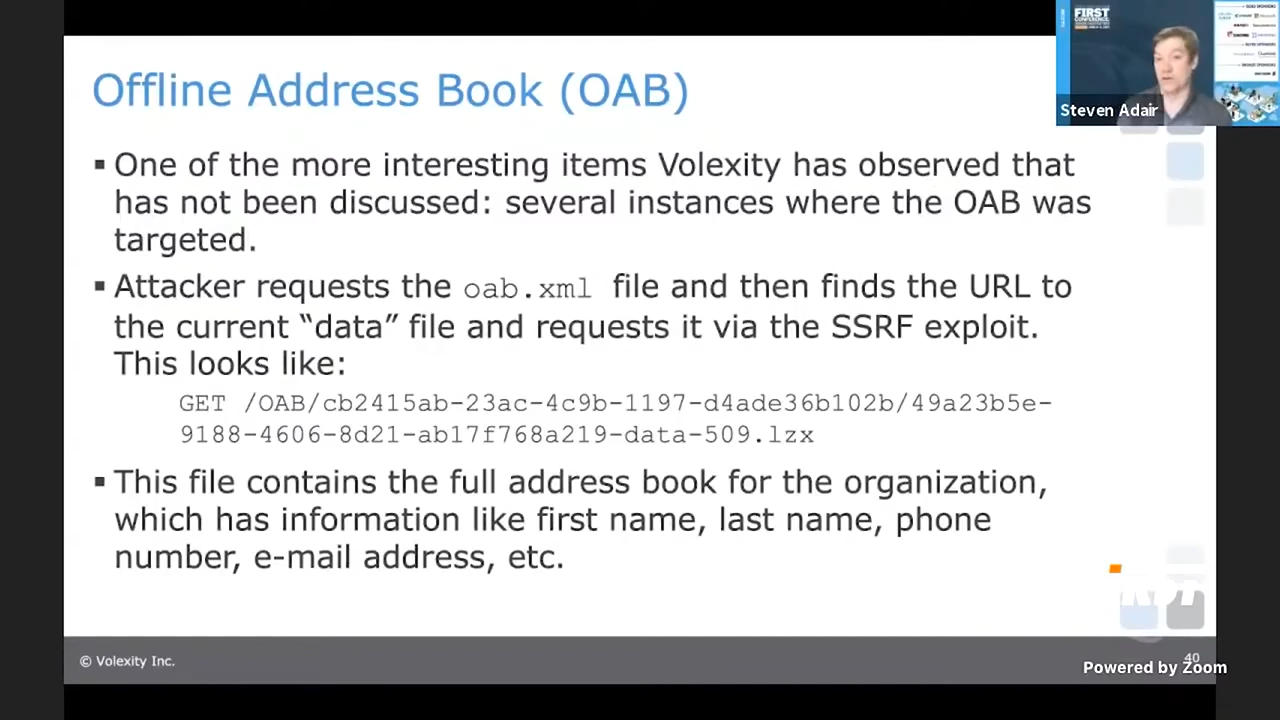 FIRST
CONFERENCE
Steven Adair
Offline Address Book (OAB)
▪ One of the more interesting items Volexity has observed that
has not been discussed: several instances where the OAB was
targeted.
▪ Attacker requests the oab.xml file and then finds the URL to
the current “data” file and requests it via the SSRF exploit.
This looks like:
GET /OAB/cb2415ab-23ac-4c9b-1197-d4ade36b102b/49a23b5e-
9188-4606-8d21-ab17f768a219-data-509.lzx
▪ This file contains the full address book for the organization,
which has information like first name, last name, phone
number, e-mail address, etc.
© Volexity Inc.
40
Powered by Zoom